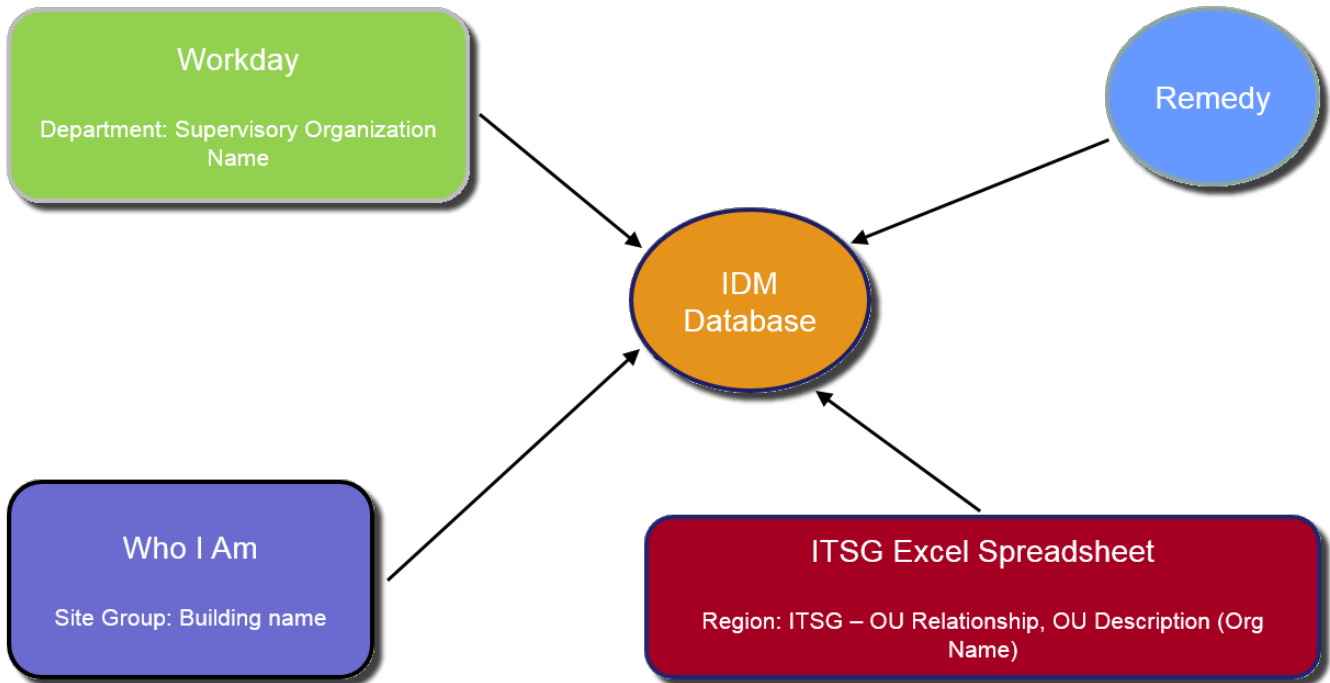 Workday
Department: Supervisory Organization
Name
Remedy
IDM
Database
Who I Am
Site Group: Building name
ITSG Excel Spreadsheet
Region: ITSG – OU Relationship, OU Description (Org
Name)